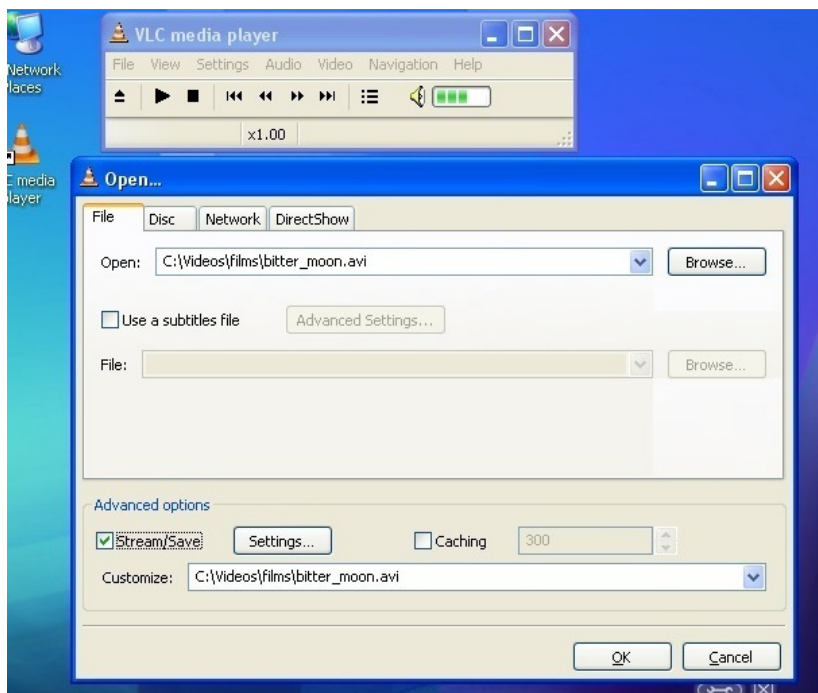 Network
laces
C media
layer
VLC media player
File View Settings Audio Video Navigation Help
x1.00
Open...
File Disc Network DirectShow
Open: C:\Videos\films\bitter_moon.avi Browse...
Use a subtitles file Advanced Settings...
File: Browse...
Advanced options
Stream/Save Settings... Caching 300
Customize: C:\Videos\films\bitter_moon.avi
OK Cancel